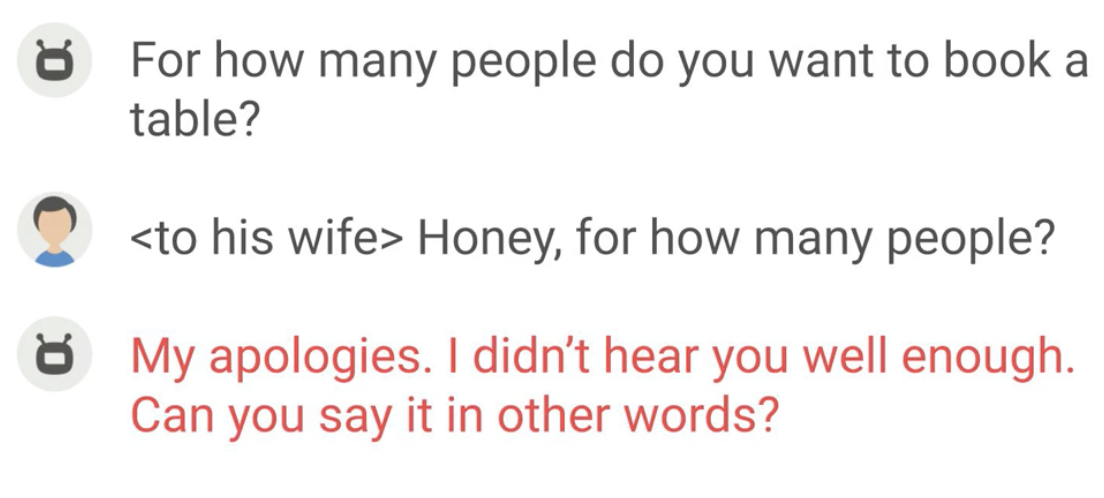 For how many people do you want to book a
table?
<to his wife> Honey, for how many people?
My apologies. I didn't hear you well enough.
Can you say it in other words?